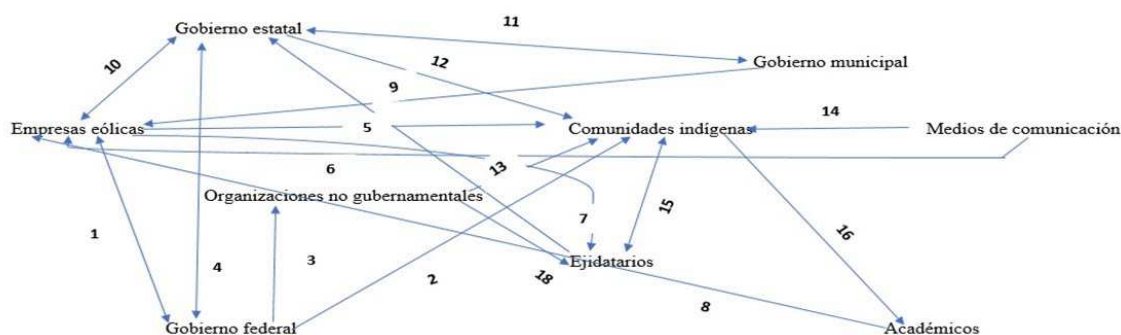 11
Gobierno estatal
10
12
Gobierno municipal
9
14
Empresas eólicas
5
Comunidades indígenas
Medios de comunicación
6
13
Organizaciones no gubernamentales
7
15
1
3
16
4
2
18
Ejidatarios
8
Gobierno federal
Académicos